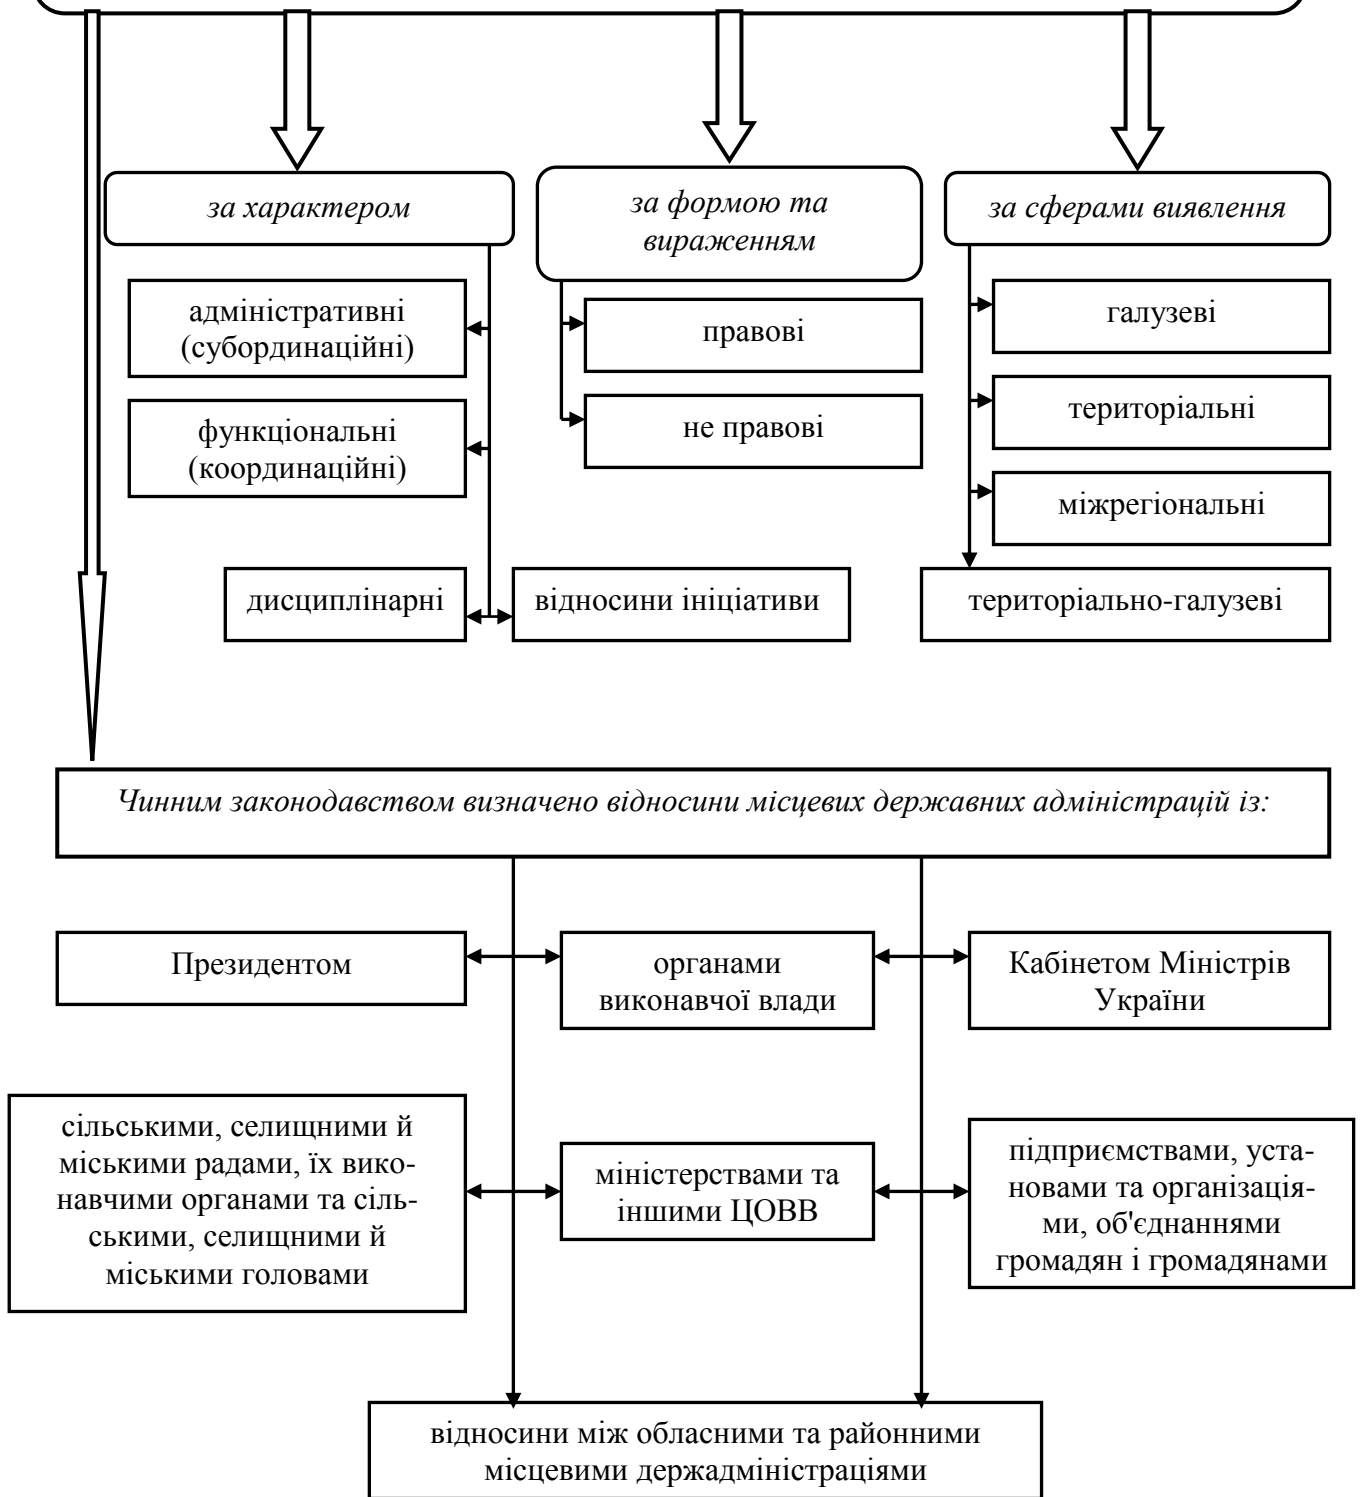 за характером
за формою та
вираженням
за сферами виявлення
адміністративні
(субординаційні)
функціональні
(координаційні)
дисциплінарні
відносини ініціативи
правові
не правові
галузеві
територіальні
міжрегіональні
територіально-галузеві
Чинним законодавством визначено відносини місцевих державних адміністрацій із:
Президентом
органами
виконавчої влади
Кабінетом Міністрів
України
сільськими, селищними й
міськими радами, їх вико-
навчими органами та сіль-
ськими, селищними й
міськими головами
міністерствами та
іншими ЦОВВ
підприємствами, уста-
новами та організація-
ми, об'єднаннями
громадян і громадянами
відносини між обласними та районними
місцевими держадміністраціями